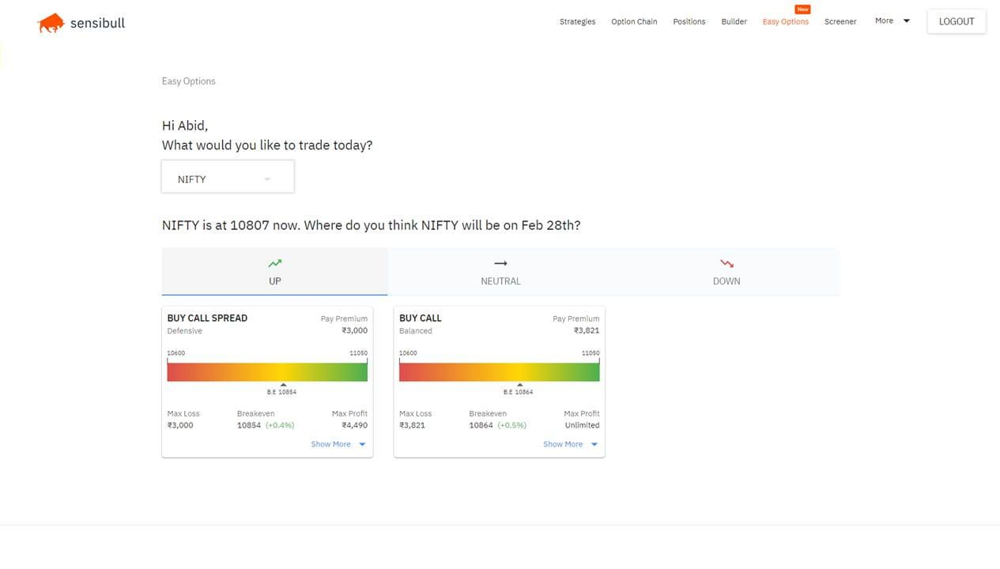 sensibull
Strategies Option Chain Positions Builder Easy Options New Screener More LOGOUT
Easy Options
Hi Abid,
What would you like to trade today?
NIFTY
NIFTY is at 10807 now. Where do you think NIFTY will be on Feb 28th?
UP NEUTRAL DOWN
BUY CALL SPREAD Pay Premium
Defensive ₹3,000
10600 11050
B.E 10854
Max Loss Breakeven Max Profit
₹3,000 10854 (+0.4%) ₹4,490
Show More
BUY CALL Pay Premium
Balanced ₹3,821
10600 11050
B.E 10864
Max Loss Breakeven Max Profit
₹3,821 10864 (+0.5%) Unlimited
Show More